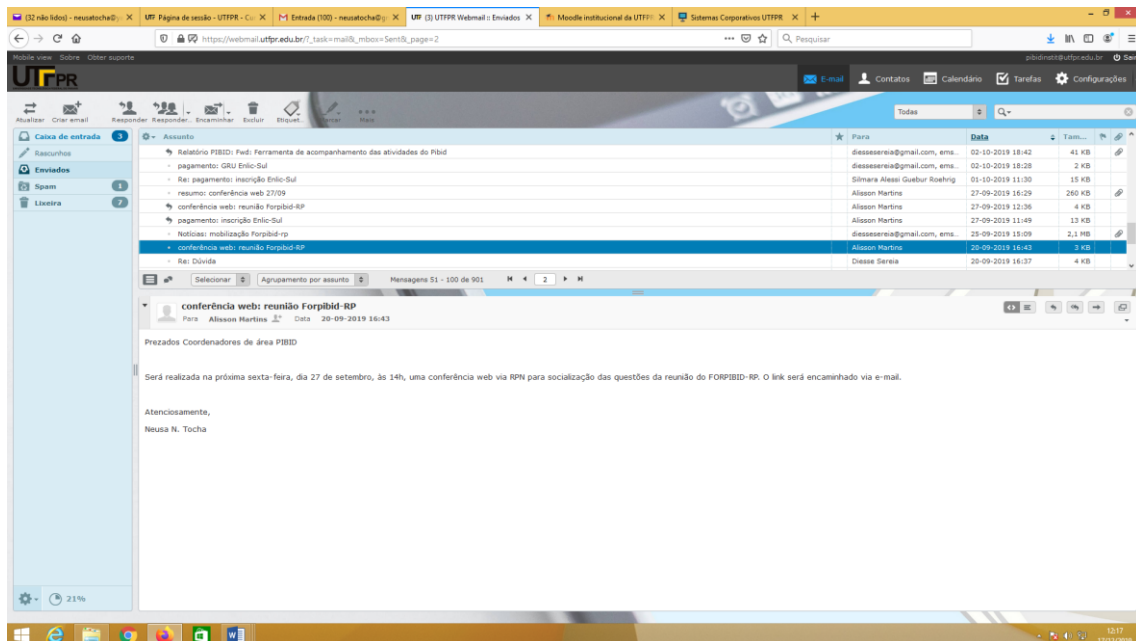 (32 não lidos) - neusatocha@y
UTFPR Página de sessão - UTFPR - Cu
Entrada (100) - neusatocha@g
(3) UTFPR Webmail :: Enviados
Moodle institucional da UTFPR
Sistemas Corporativos UTFPR
https://webmail.utfpr.edu.br/?_task=mail&_mbox=Sent&_page=2
Pesquisar
Mobile view Sobre Obter suporte
pibidinstit@utfpr.edu.br Sair
UTFPR
E-mail Contatos Calendário Tarefas Configurações
Atualizar Criar email Responder Responder... Encaminhar Excluir Etiquet... Marcar Mais
Todas
Caixa de entrada 3
Rascunhos
Enviados
Spam 1
Lixeira 7
Assunto Para Data Tam...
Relatório PIBID: Fwd: Ferramenta de acompanhamento das atividades do Pibid diessesereia@gmail.com, ems... 02-10-2019 18:42 41 KB
pagamento: GRU Enlic-Sul diessesereia@gmail.com, ems... 02-10-2019 18:28 2 KB
Re: pagamento: inscrição Enlic-Sul Silmara Alessi Guebur Roehrig 01-10-2019 11:30 15 KB
resumo: conferência web 27/09 Alisson Martins 27-09-2019 16:29 260 KB
conferência web: reunião Forpibid-RP Alisson Martins 27-09-2019 12:36 4 KB
pagamento: inscrição Enlic-Sul Alisson Martins 27-09-2019 11:49 13 KB
Notícias: mobilização Forpibid-rp diessesereia@gmail.com, ems... 25-09-2019 15:09 2,1 MB
conferência web: reunião Forpibid-RP Alisson Martins 20-09-2019 16:43 3 KB
Re: Dúvida Diesse Sereia 20-09-2019 16:37 4 KB
Selecionar Agrupamento por assunto Mensagens 51 - 100 de 901 2
conferência web: reunião Forpibid-RP
Para Alisson Martins Data 20-09-2019 16:43
Prezados Coordenadores de área PIBID
Será realizada na próxima sexta-feira, dia 27 de setembro, às 14h, uma conferência web via RPN para socialização das questões da reunião do FORPIBID-RP. O link será encaminhado via e-mail.
Atenciosamente,
Neusa N. Tocha
21%
12:17
17/12/2019